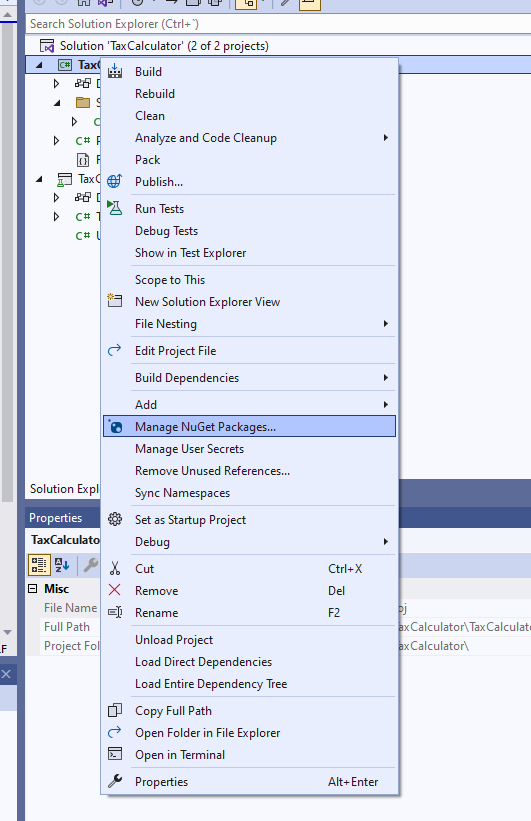 Search Solution Explorer (Ctrl+¨)
Solution 'TaxCalculator' (2 of 2 projects)
Build
Rebuild
Clean
Analyze and Code Cleanup
Pack
Publish...
Run Tests
Debug Tests
Show in Test Explorer
Scope to This
New Solution Explorer View
File Nesting
Edit Project File
Build Dependencies
Add
Manage NuGet Packages...
Manage User Secrets
Remove Unused References...
Sync Namespaces
Solution Expl
Set as Startup Project
Properties
Debug
TaxCalculato
Cut Ctrl+X
Misc
Remove Del
File Name
Rename F2
Full Path axCalculator\TaxCalculato
Unload Project
Project Fol axCalculator\
Load Direct Dependencies
Load Entire Dependency Tree
Copy Full Path
Open Folder in File Explorer
Open in Terminal
Properties Alt+Enter